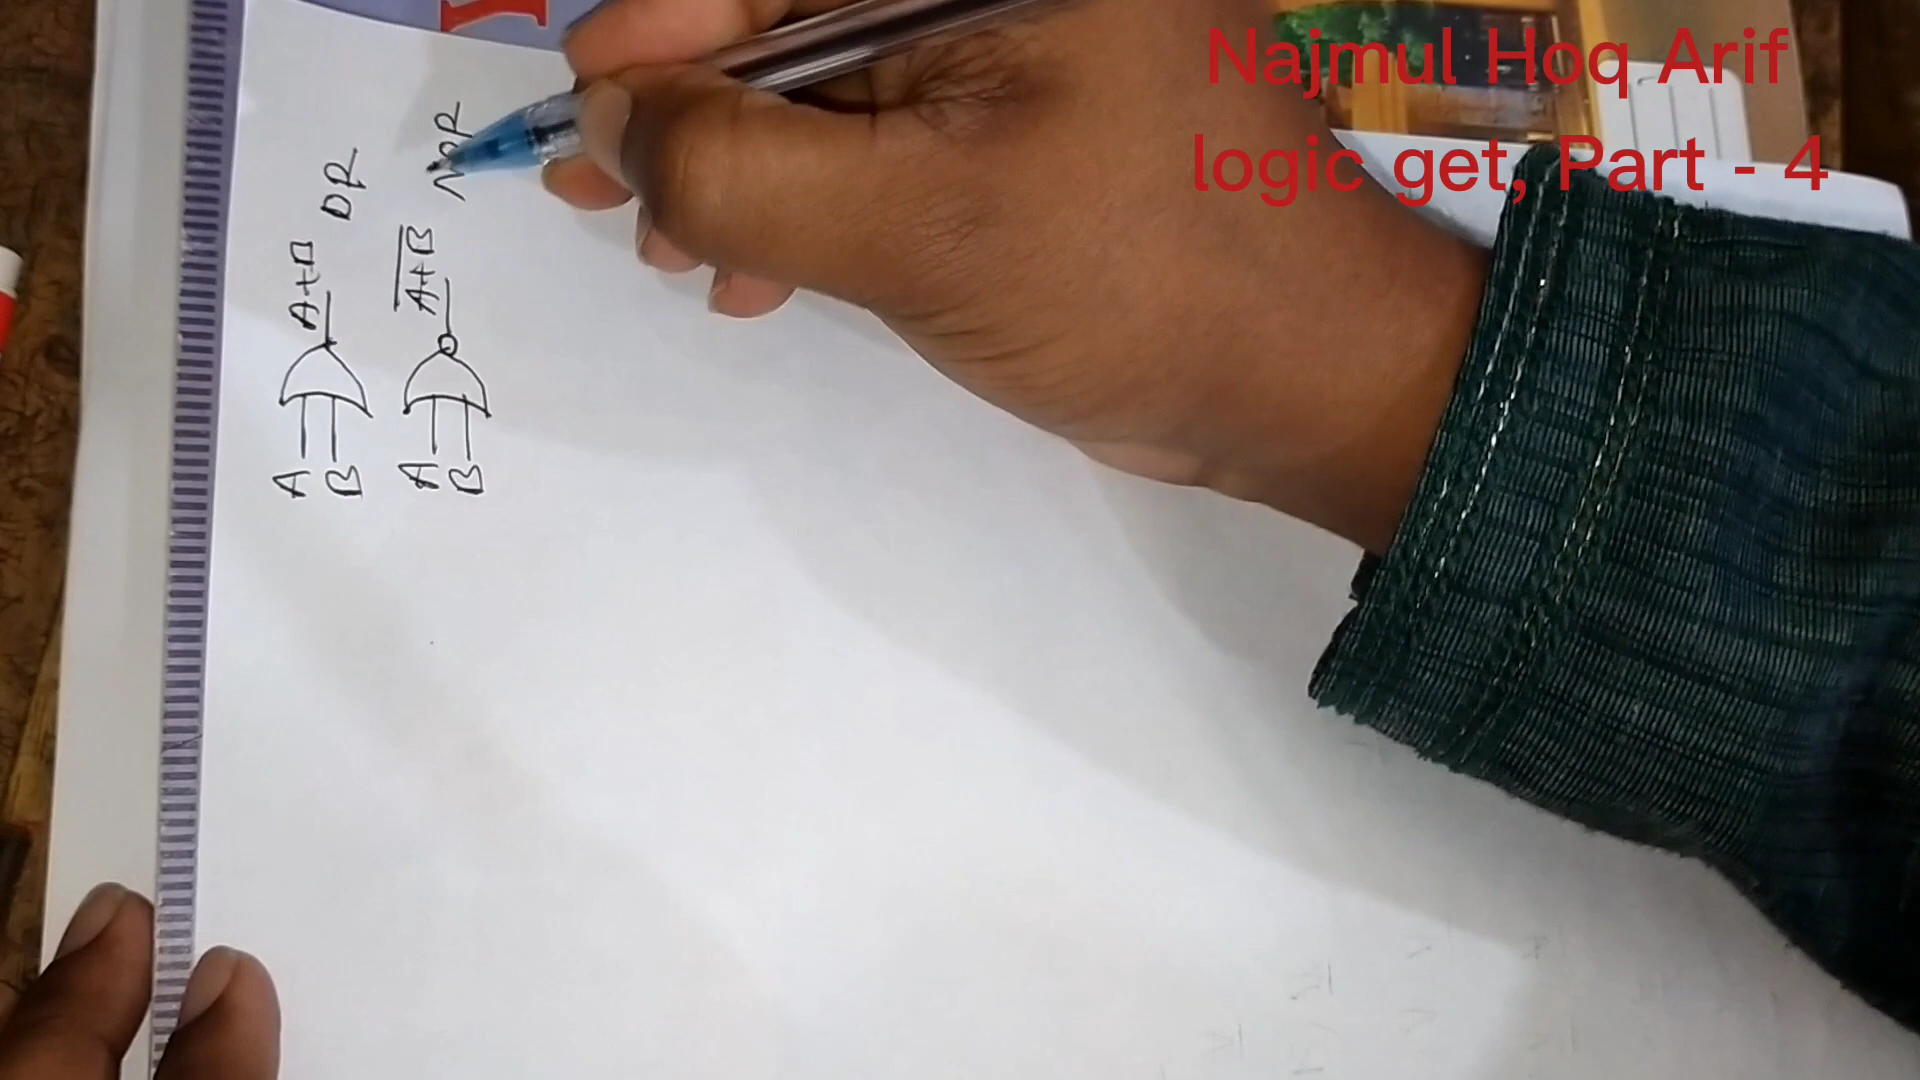 Najmul Hoq Arif
logic get, Part - 4
A
B
A+B
OR
A
B
A+B
NOR